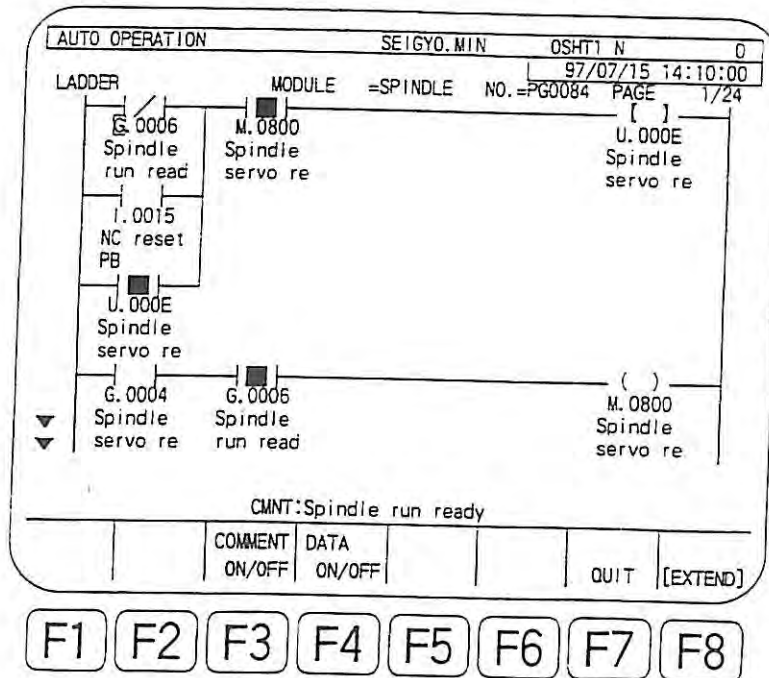 AUTO OPERATION SEIGYO.MIN OSHT1 N 0
97/07/15 14:10:00
LADDER MODULE =SPINDLE NO.=PG0084 PAGE 1/24
G.0006 M.0800 [ ] U.000E
Spindle Spindle Spindle
run read servo re servo re
I.0015
NC reset
PB
U.000E
Spindle
servo re
G.0004 G.0006 ( ) M.0800
Spindle Spindle Spindle
servo re run read servo re
CMNT:Spindle run ready
COMMENT DATA
ON/OFF ON/OFF QUIT [EXTEND]
F1 F2 F3 F4 F5 F6 F7 F8